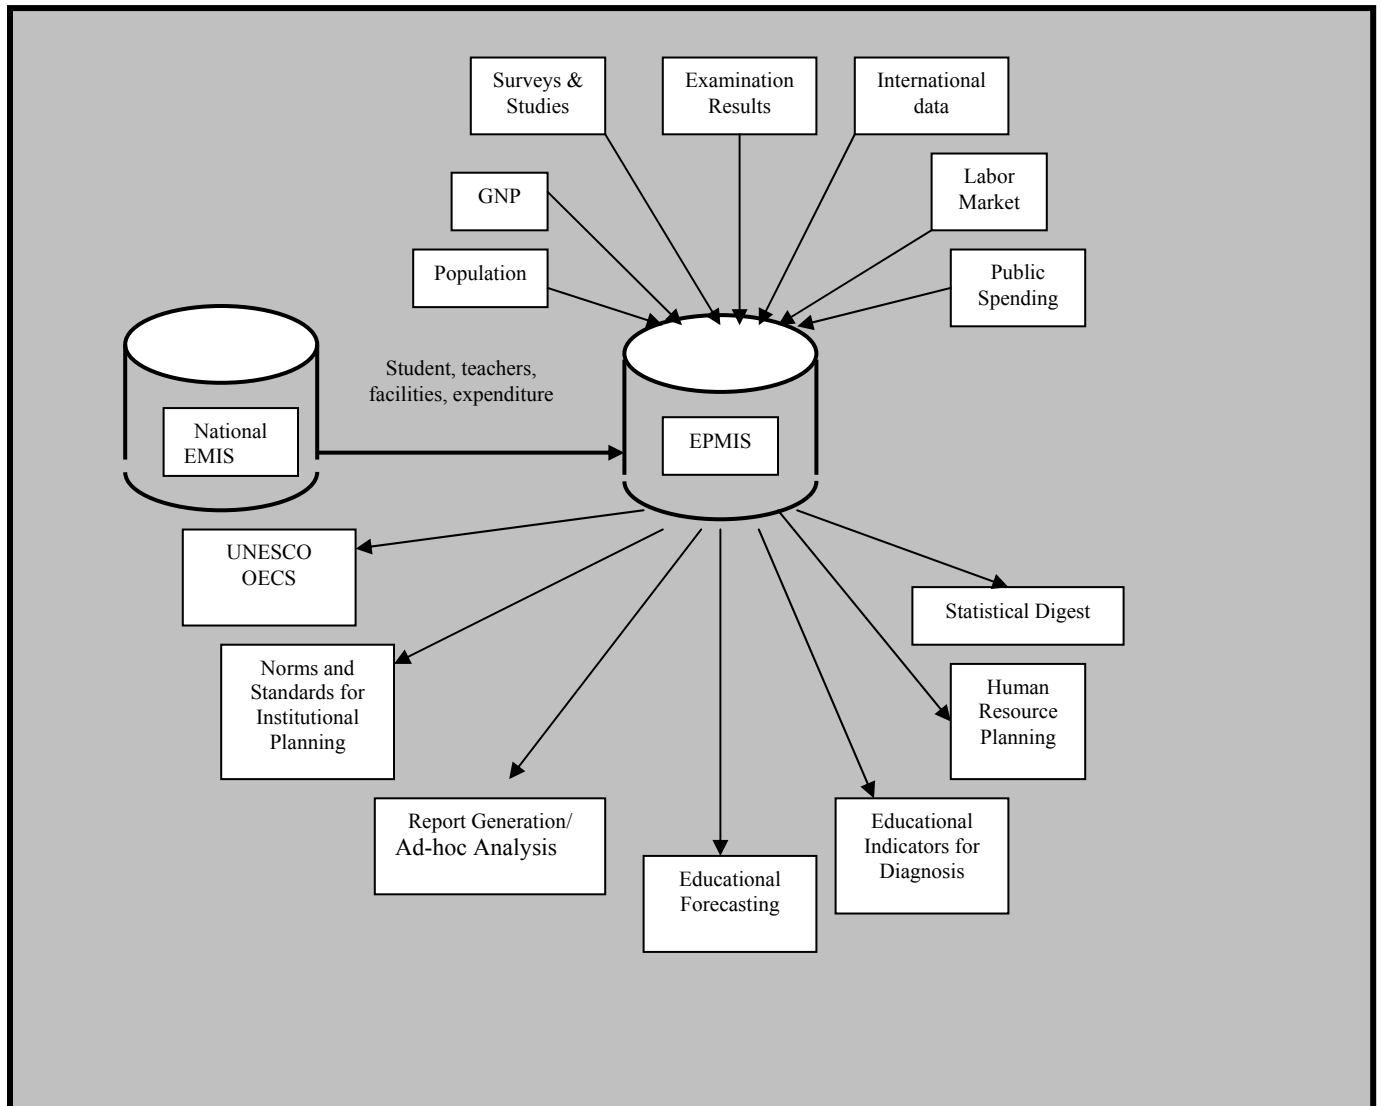 Surveys &
Studies
Examination
Results
International
data
GNP
Labor
Market
Population
Public
Spending
Student, teachers,
facilities, expenditure
National
EMIS
EPMIS
UNESCO
OECS
Statistical Digest
Norms and
Standards for
Institutional
Planning
Human
Resource
Planning
Report Generation/
Ad-hoc Analysis
Educational
Forecasting
Educational
Indicators for
Diagnosis